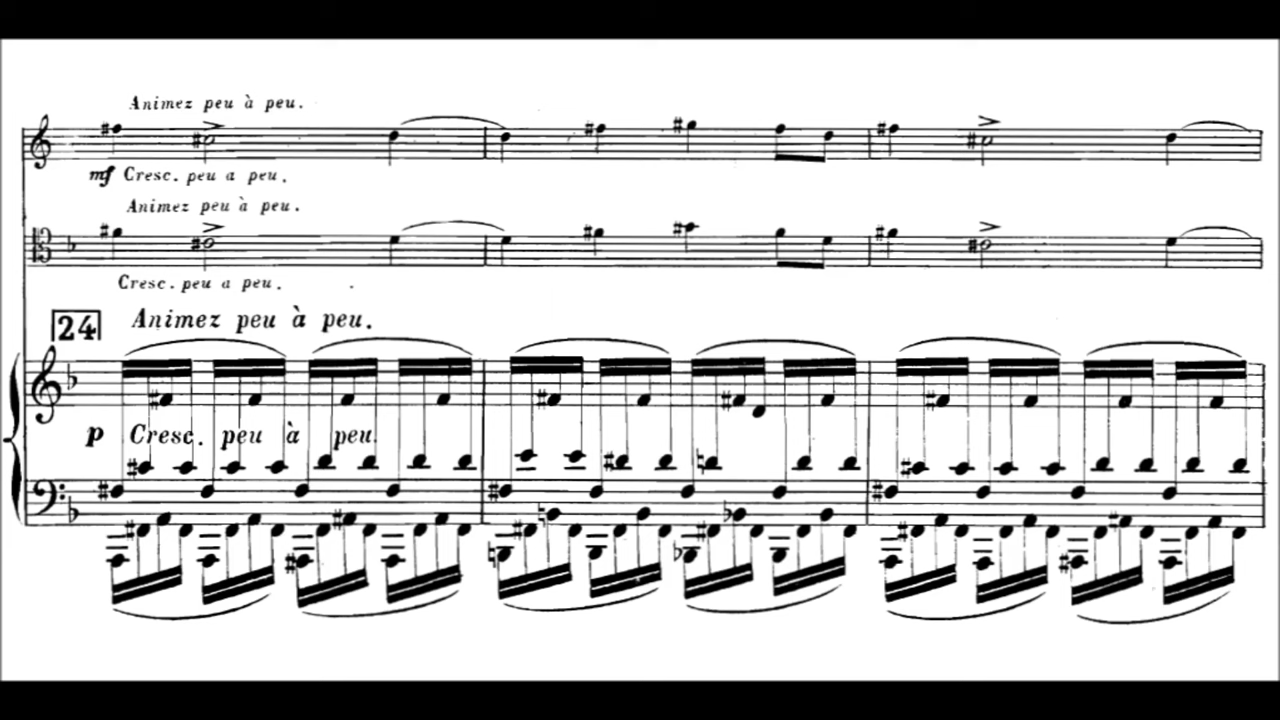 Animez peu à peu.
mf Cresc. peu a peu.
Animez peu à peu.
Cresc. peu a peu.
24 Animez peu à peu.
p Cresc. peu à peu